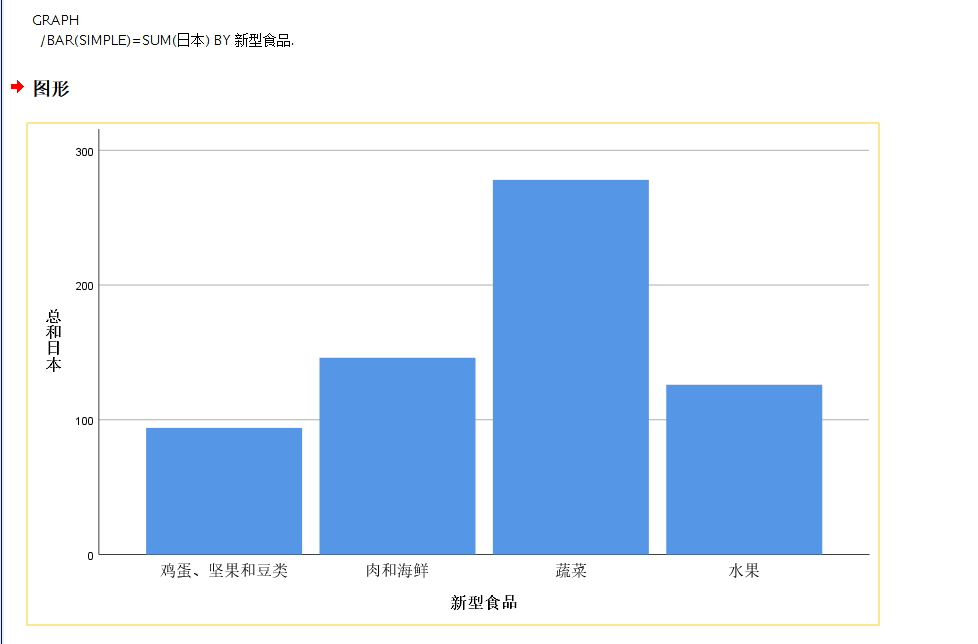 GRAPH
/BAR(SIMPLE)=SUM(日本) BY 新型食品.
图形
300
200
100
0
总和日本
鸡蛋、坚果和豆类
肉和海鲜
蔬菜
水果
新型食品